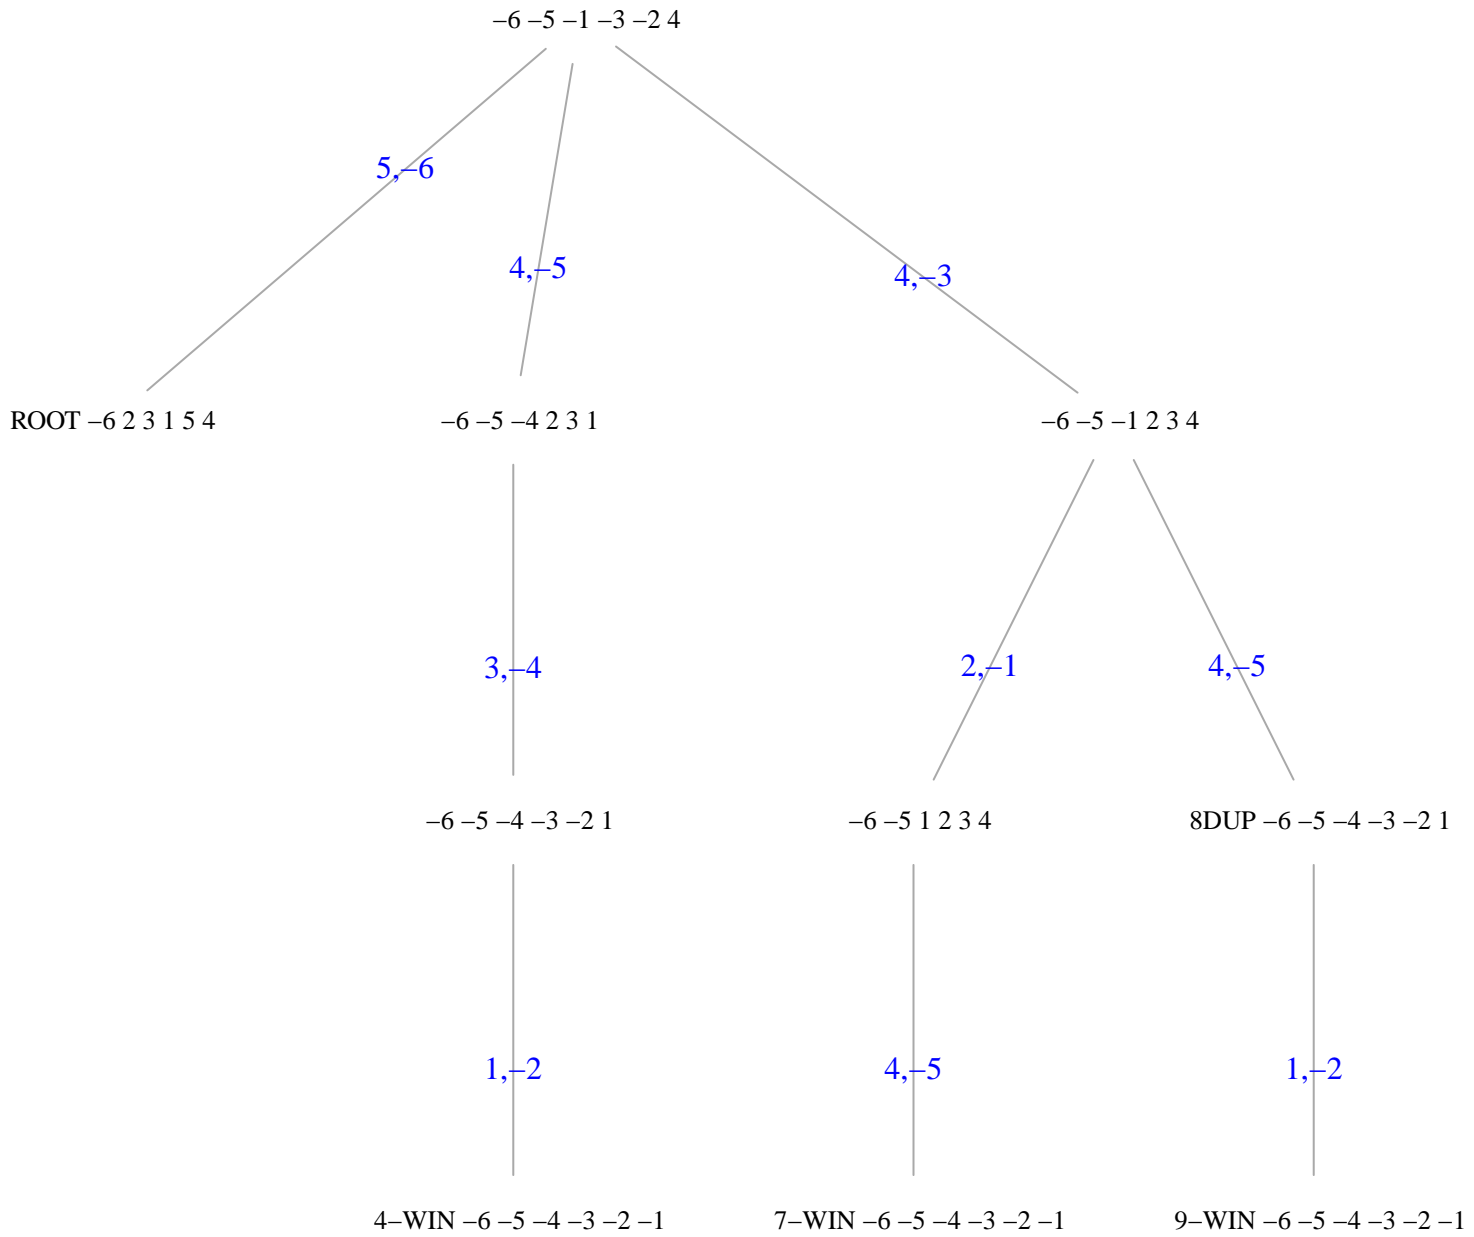 –6 –5 –1 –3 –2 4
5,–6
4,–5
4,–3
ROOT –6 2 3 1 5 4
–6 –5 –4 2 3 1
–6 –5 –1 2 3 4
3,–4
2,–1
4,–5
–6 –5 –4 –3 –2 1
–6 –5 1 2 3 4
8DUP –6 –5 –4 –3 –2 1
1,–2
4,–5
1,–2
4–WIN –6 –5 –4 –3 –2 –1
7–WIN –6 –5 –4 –3 –2 –1
9–WIN –6 –5 –4 –3 –2 –1